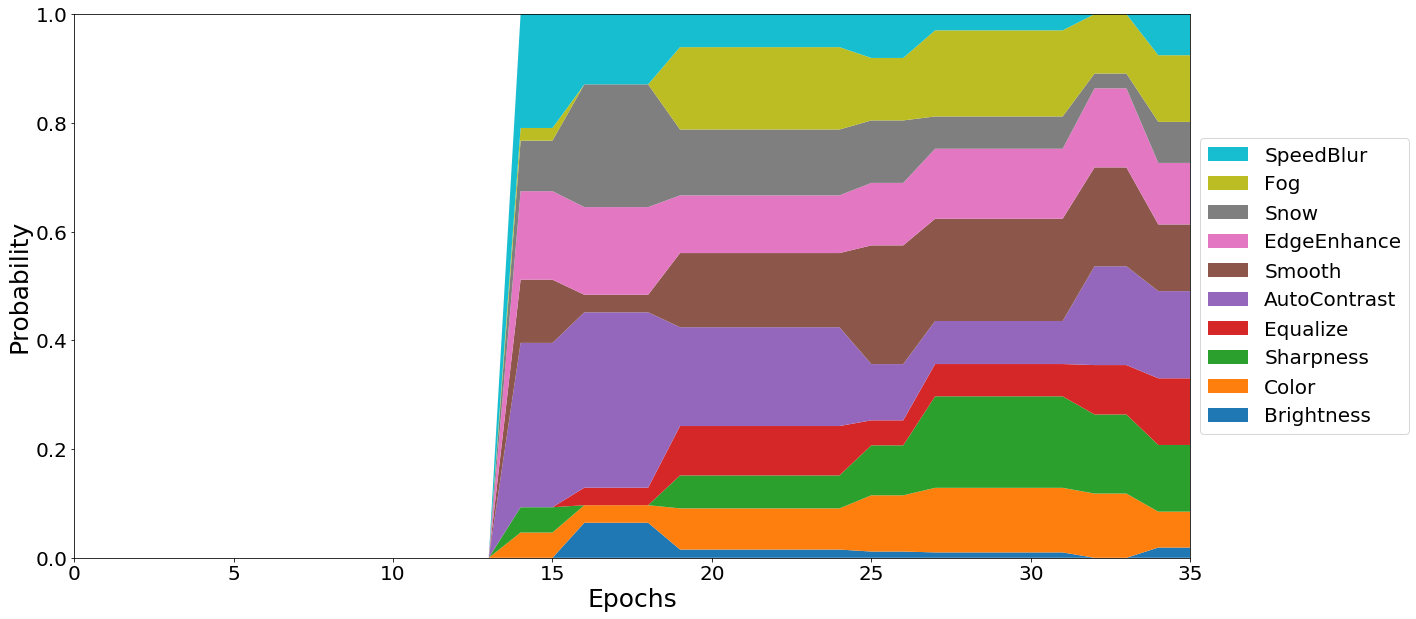 1.0
0.8
0.6
0.4
0.2
0.0
Probability
0 5 10 15 20 25 30 35
Epochs
SpeedBlur
Fog
Snow
EdgeEnhance
Smooth
AutoContrast
Equalize
Sharpness
Color
Brightness